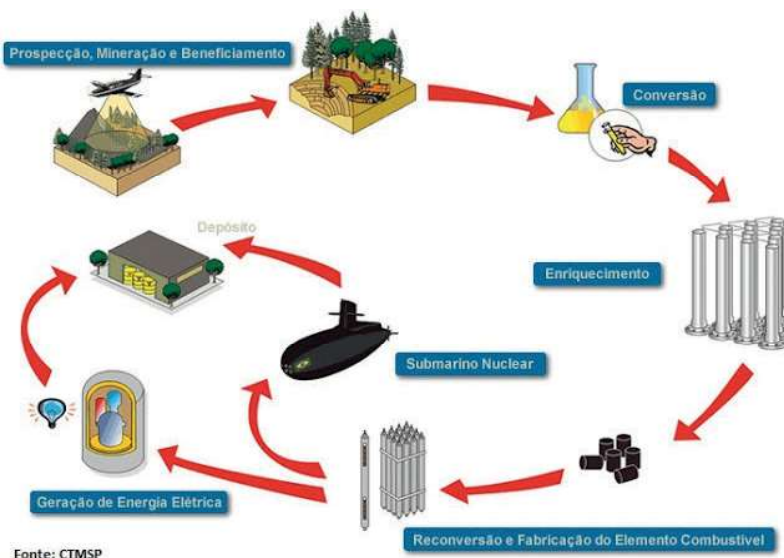 Prospecção, Mineração e Beneficiamento
Conversão
Depósito
Enriquecimento
Submarino Nuclear
Geração de Energia Elétrica
Reconversão e Fabricação do Elemento Combustível
Fonte: CTMSP